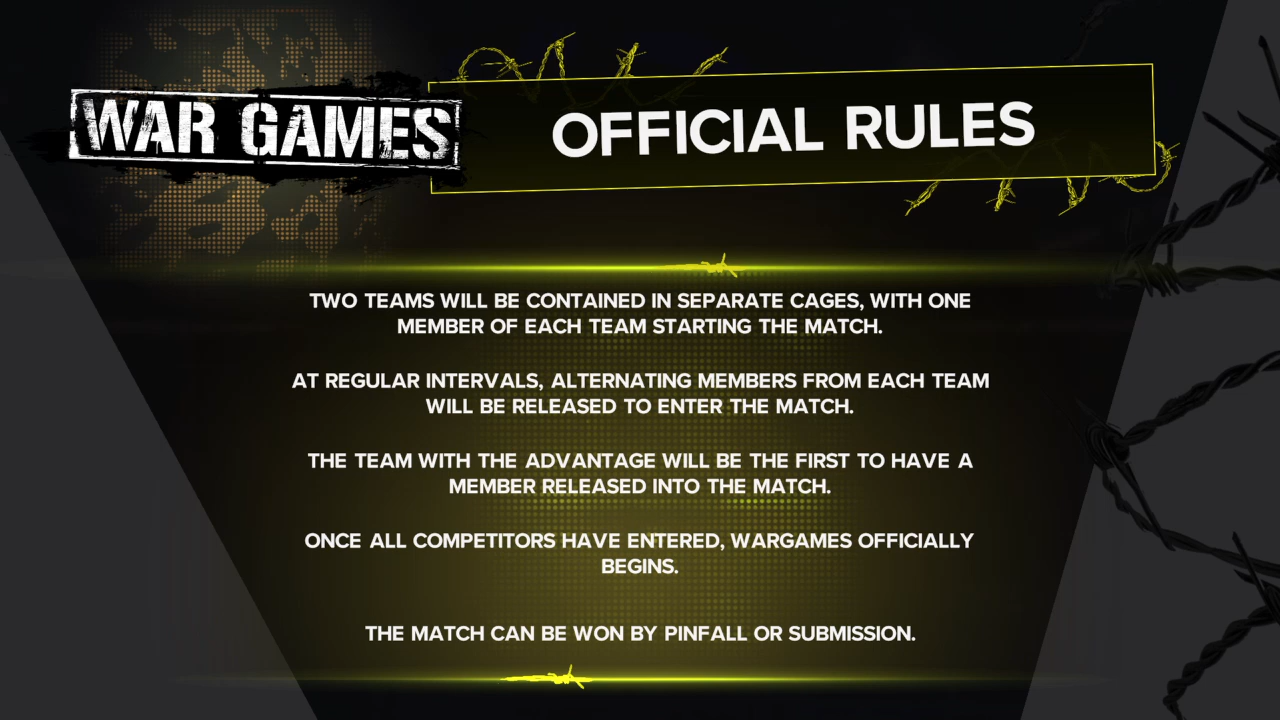 WAR GAMES
OFFICIAL RULES
TWO TEAMS WILL BE CONTAINED IN SEPARATE CAGES, WITH ONE
MEMBER OF EACH TEAM STARTING THE MATCH.
AT REGULAR INTERVALS, ALTERNATING MEMBERS FROM EACH TEAM
WILL BE RELEASED TO ENTER THE MATCH.
THE TEAM WITH THE ADVANTAGE WILL BE THE FIRST TO HAVE A
MEMBER RELEASED INTO THE MATCH.
ONCE ALL COMPETITORS HAVE ENTERED, WARGAMES OFFICIALLY
BEGINS.
THE MATCH CAN BE WON BY PINFALL OR SUBMISSION.